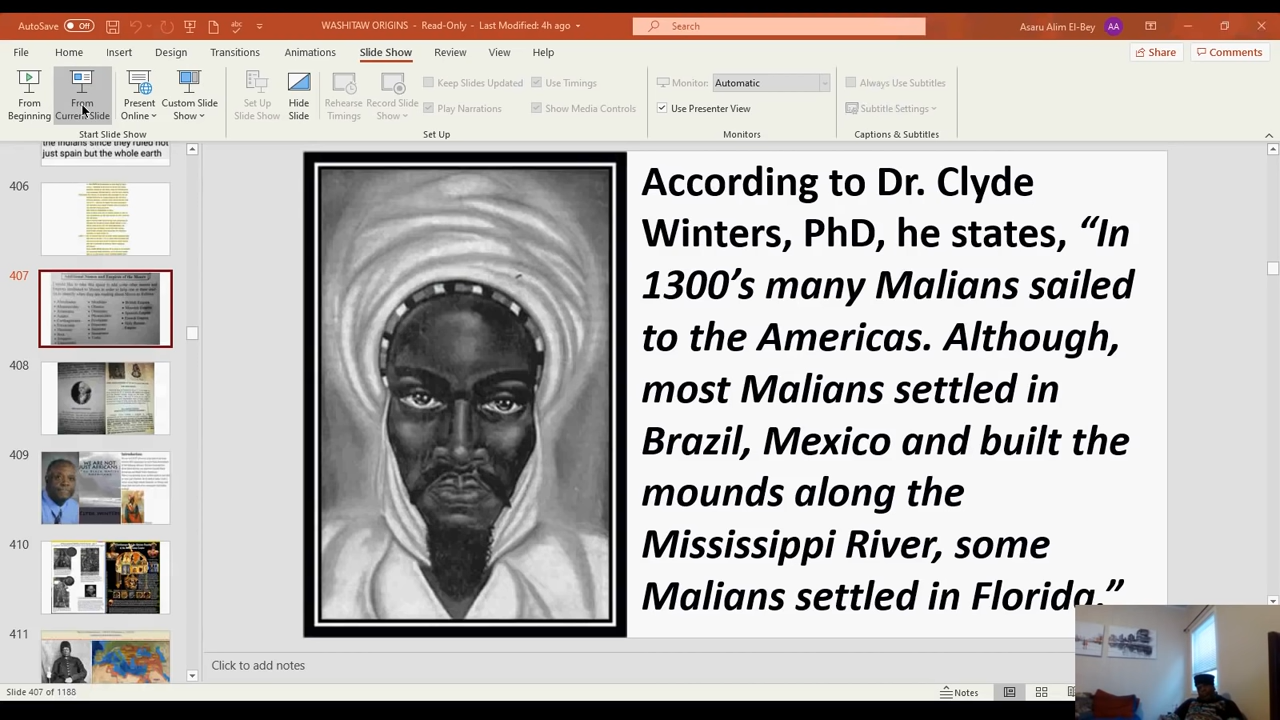 AutoSave Off
WASHITAW ORIGINS - Read-Only - Last Modified: 4h ago
Search
Asaru Alim El-Bey AA
File Home Insert Design Transitions Animations Slide Show Review View Help
Share Comments
From Beginning
From Current Slide
Present Online
Custom Slide Show
Set Up Slide Show
Hide Slide
Rehearse Timings
Record Slide Show
Keep Slides Updated
Play Narrations
Use Timings
Show Media Controls
Monitor: Automatic
Use Presenter View
Always Use Subtitles
Subtitle Settings
Start Slide Show
Set Up
Monitors
Captions & Subtitles
the Indians since they ruled not
just spain but the whole earth
406
407
408
409
410
411
According to Dr. Clyde
Winters, PhD, he states, “In
1300’s many Malians sailed
to the Americas. Although,
most Malians settled in
Brazil, Mexico and built the
mounds along the
Mississippi River, some
Malians settled in Florida.”
Click to add notes
Slide 407 of 1188
Notes